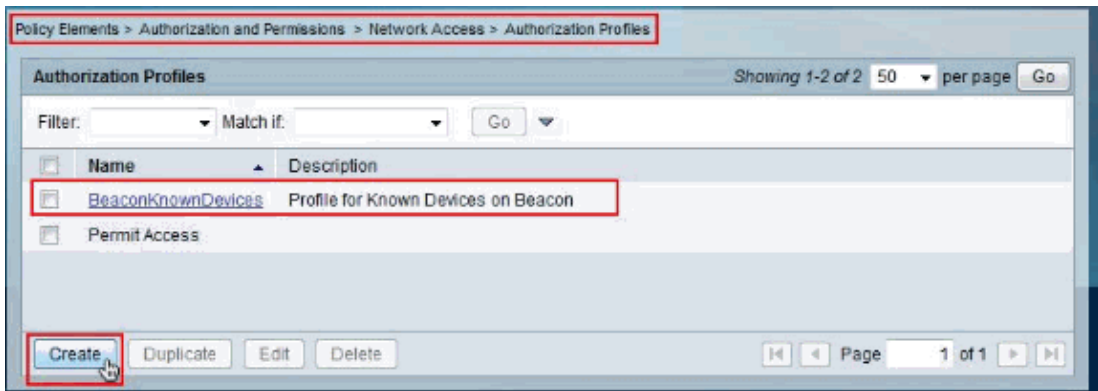 Policy Elements > Authorization and Permissions > Network Access > Authorization Profiles
Authorization Profiles Showing 1-2 of 2 50 per page Go
Filter: Match if: Go
Name Description
BeaconKnownDevices Profile for Known Devices on Beacon
Permit Access
Create Duplicate Edit Delete Page 1 of 1